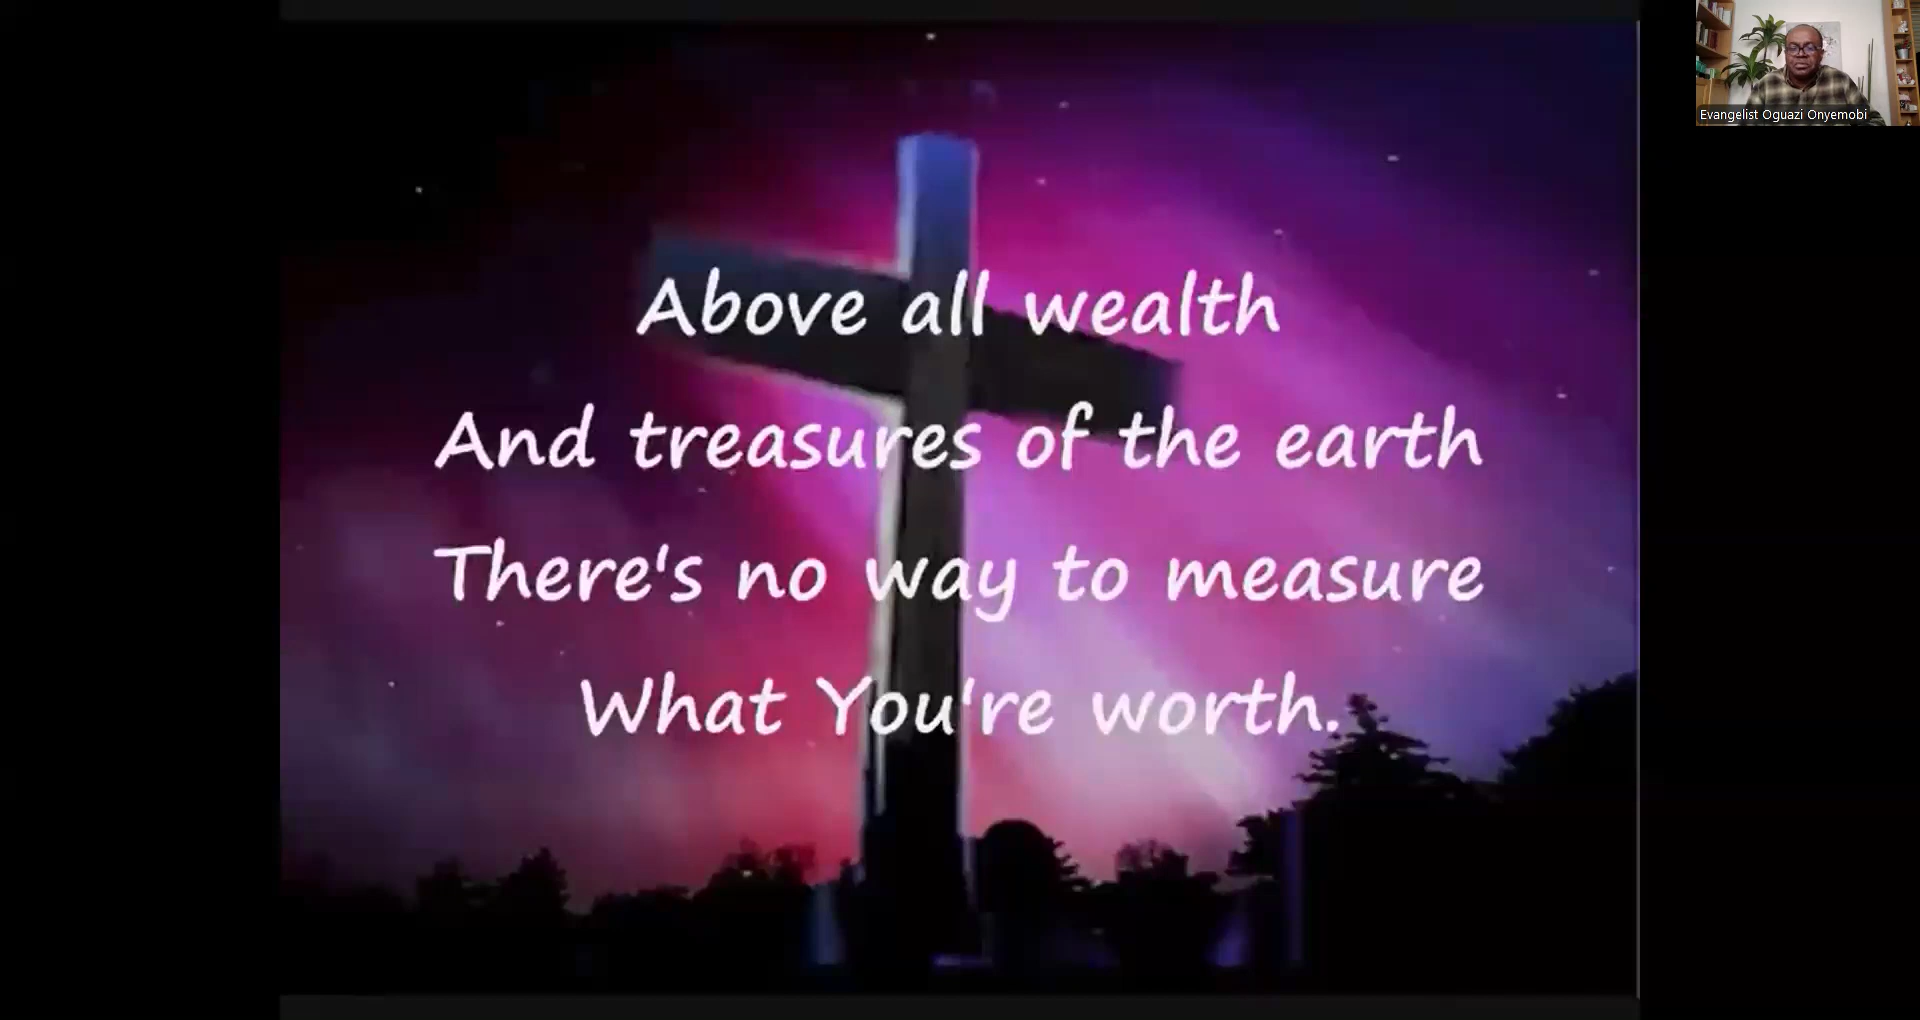 Above all wealth
And treasures of the earth
There's no way to measure
What You're worth.
Evangelist Oguazi Onyemobi